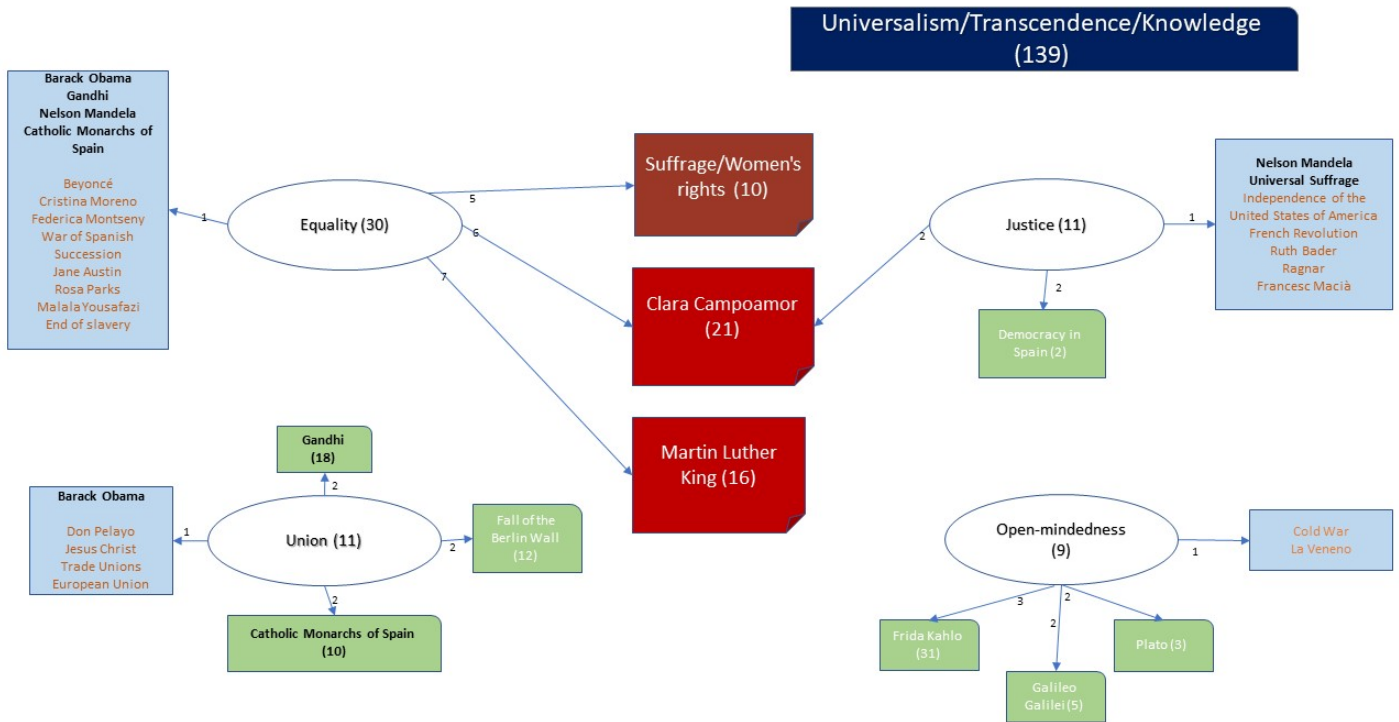 Universalism/Transcendence/Knowledge
(139)
Barack Obama
Gandhi
Nelson Mandela
Catholic Monarchs of
Spain
Beyoncé
Cristina Moreno
Federica Montseny
War of Spanish
Succession
Jane Austin
Rosa Parks
Malala Yousafazi
End of slavery
1
Equality (30)
5
6
7
Suffrage/Women's
rights (10)
Clara Campoamor
(21)
Martin Luther
King (16)
2
Justice (11)
1
2
Nelson Mandela
Universal Suffrage
Independence of the
United States of America
French Revolution
Ruth Bader
Ragnar
Francesc Macià
Democracy in
Spain (2)
Gandhi
(18)
2
Barack Obama
Don Pelayo
Jesus Christ
Trade Unions
European Union
1
Union (11)
2
Fall of the
Berlin Wall
(12)
2
Catholic Monarchs of Spain
(10)
Open-mindedness
(9)
1
Cold War
La Veneno
3
2
2
Frida Kahlo
(31)
Plato (3)
Galileo
Galilei (5)